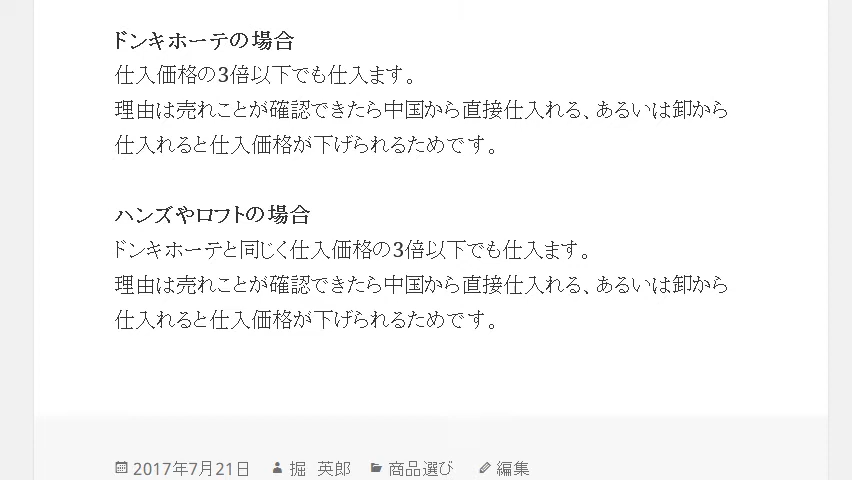 ドンキホーテの場合
仕入価格の3倍以下でも仕入ます。
理由は売れことが確認できたら中国から直接仕入れる、あるいは卸から
仕入れると仕入価格が下げられるためです。
ハンズやロフトの場合
ドンキホーテと同じく仕入価格の3倍以下でも仕入ます。
理由は売れことが確認できたら中国から直接仕入れる、あるいは卸から
仕入れると仕入価格が下げられるためです。
2017年7月21日 掘 英郎 商品選び 編集